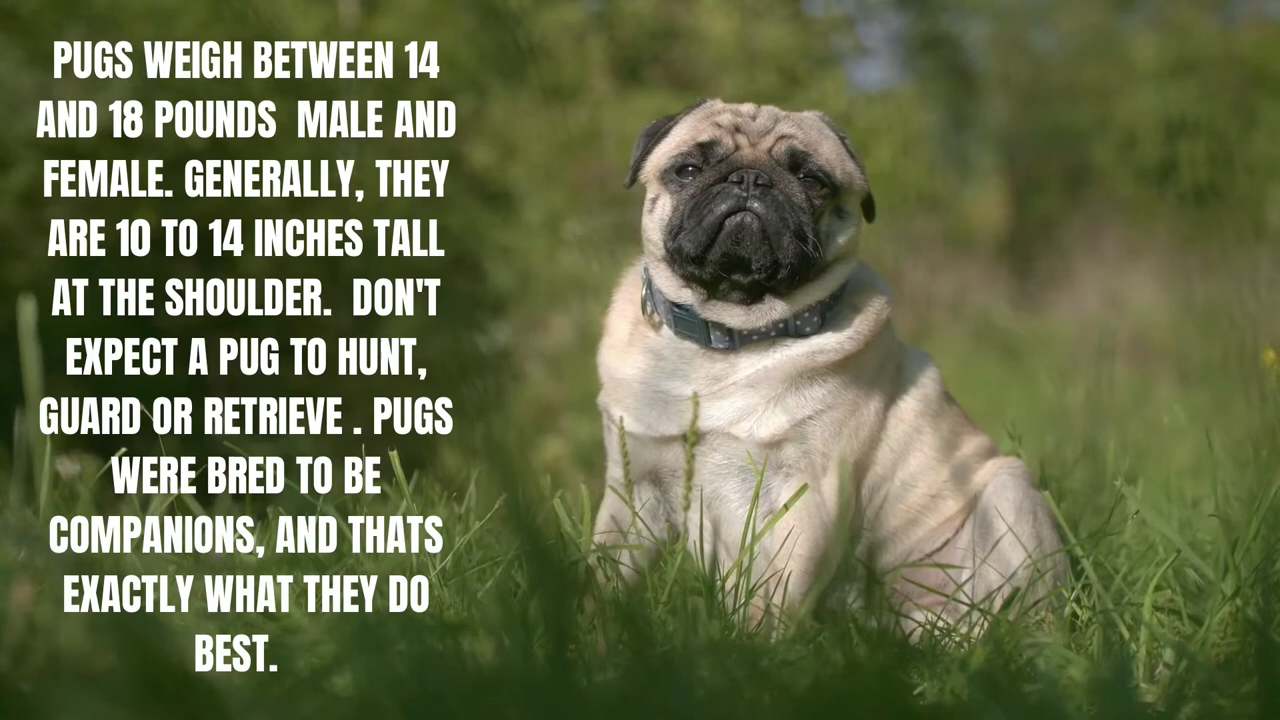 PUGS WEIGH BETWEEN 14
AND 18 POUNDS  MALE AND
FEMALE. GENERALLY, THEY
ARE 10 TO 14 INCHES TALL
AT THE SHOULDER.  DON'T
EXPECT A PUG TO HUNT,
GUARD OR RETRIEVE . PUGS
WERE BRED TO BE
COMPANIONS, AND THATS
EXACTLY WHAT THEY DO
BEST.